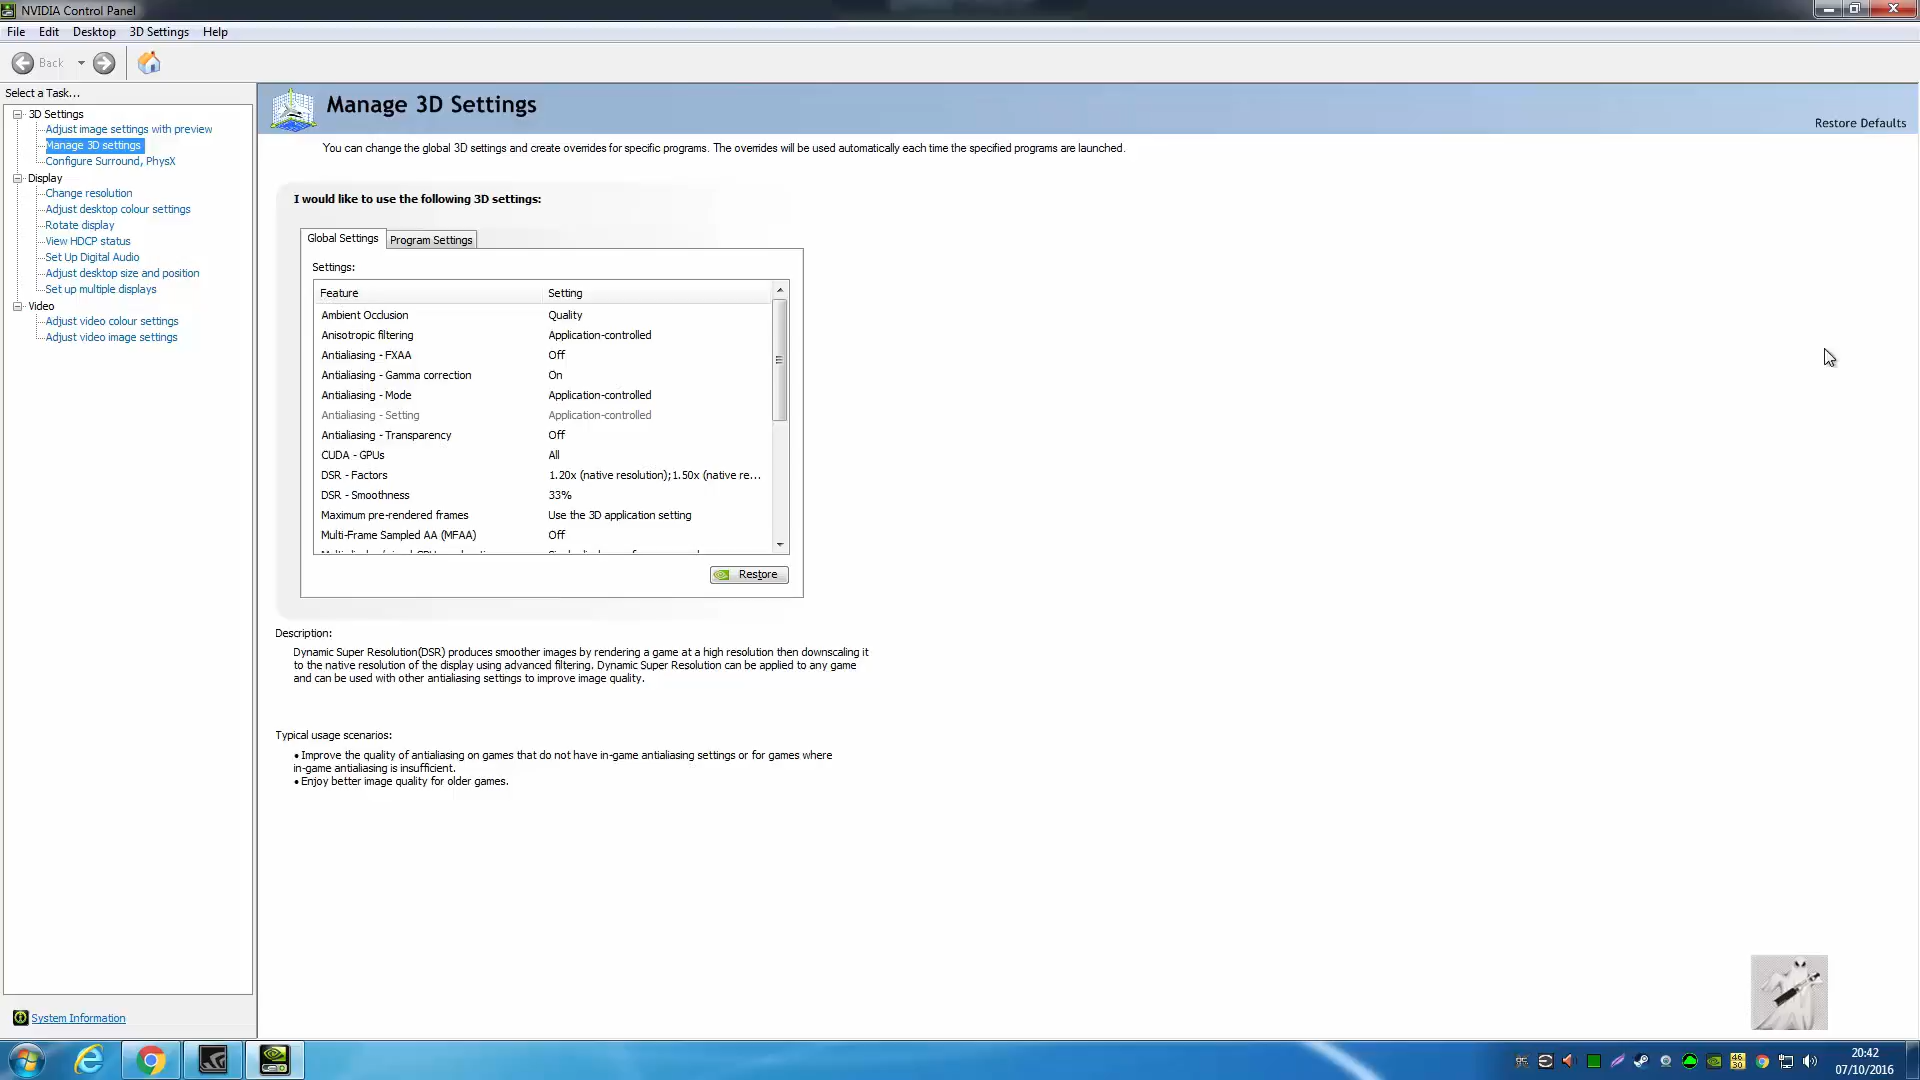 NVIDIA Control Panel
File Edit Desktop 3D Settings Help
Back
Select a Task...
3D Settings
Adjust image settings with preview
Manage 3D settings
Configure Surround, PhysX
Display
Change resolution
Adjust desktop colour settings
Rotate display
View HDCP status
Set Up Digital Audio
Adjust desktop size and position
Set up multiple displays
Video
Adjust video colour settings
Adjust video image settings
System Information
Manage 3D Settings
Restore Defaults
You can change the global 3D settings and create overrides for specific programs. The overrides will be used automatically each time the specified programs are launched.
I would like to use the following 3D settings:
Global Settings Program Settings
Settings:
Feature Setting
Ambient Occlusion Quality
Anisotropic filtering Application-controlled
Antialiasing - FXAA Off
Antialiasing - Gamma correction On
Antialiasing - Mode Application-controlled
Antialiasing - Setting Application-controlled
Antialiasing - Transparency Off
CUDA - GPUs All
DSR - Factors 1.20x (native resolution);1.50x (native re...
DSR - Smoothness 33%
Maximum pre-rendered frames Use the 3D application setting
Multi-Frame Sampled AA (MFAA) Off
Restore
Description:
Dynamic Super Resolution(DSR) produces smoother images by rendering a game at a high resolution then downscaling it
to the native resolution of the display using advanced filtering. Dynamic Super Resolution can be applied to any game
and can be used with other antialiasing settings to improve image quality.
Typical usage scenarios:
• Improve the quality of antialiasing on games that do not have in-game antialiasing settings or for games where
in-game antialiasing is insufficient.
• Enjoy better image quality for older games.
20:42
07/10/2016